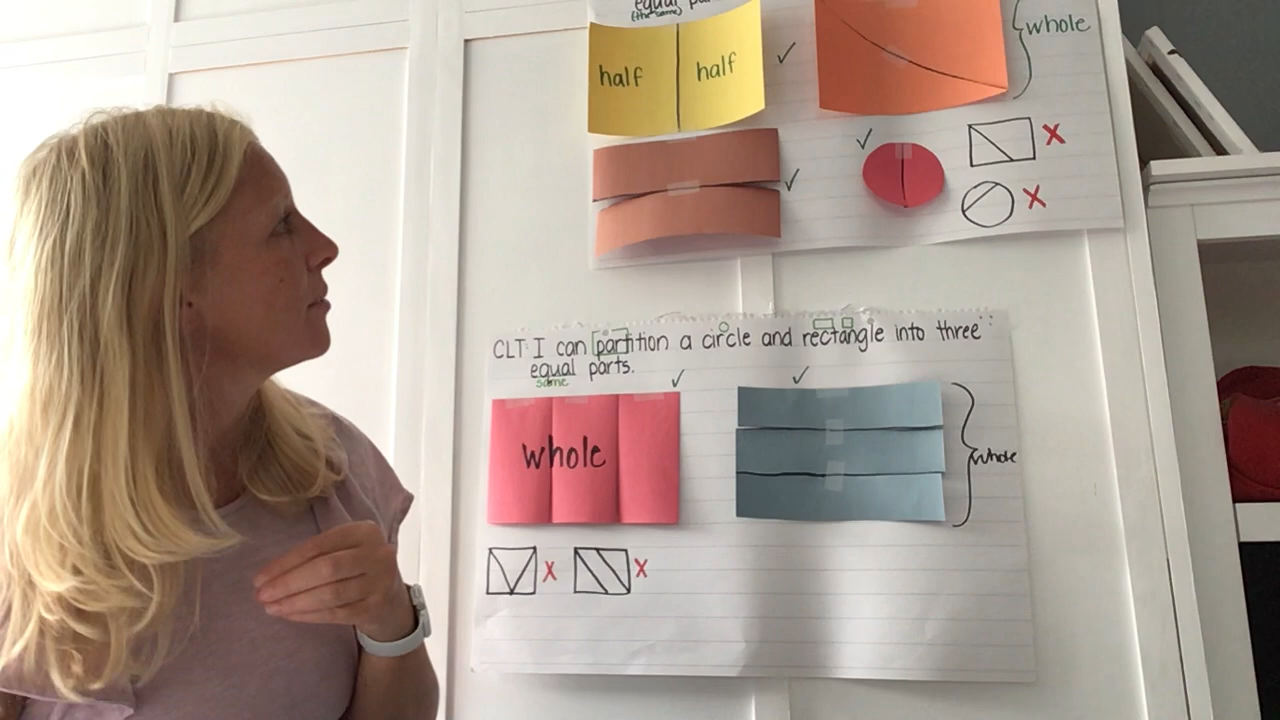 equal
(the same)
half
half
whole
CLT: I can partition a circle and rectangle into three
equal parts.
same
whole
whole